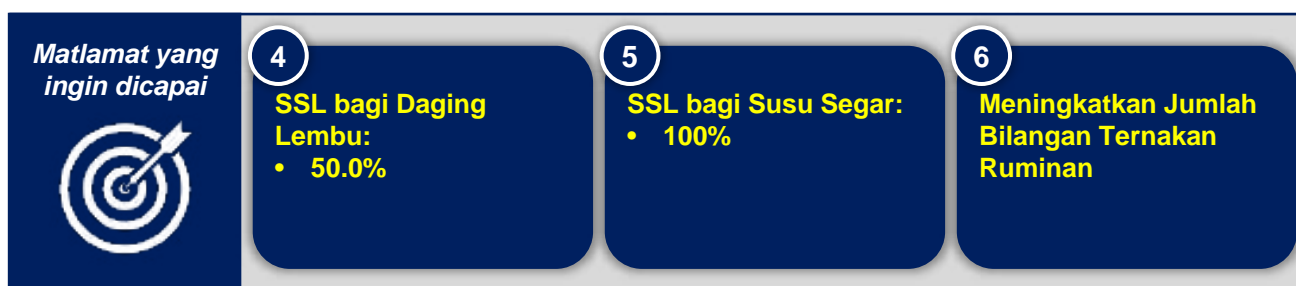 Matlamat yang
ingin dicapai
4
SSL bagi Daging
Lembu:
• 50.0%
5
SSL bagi Susu Segar:
• 100%
6
Meningkatkan Jumlah
Bilangan Ternakan
Ruminan